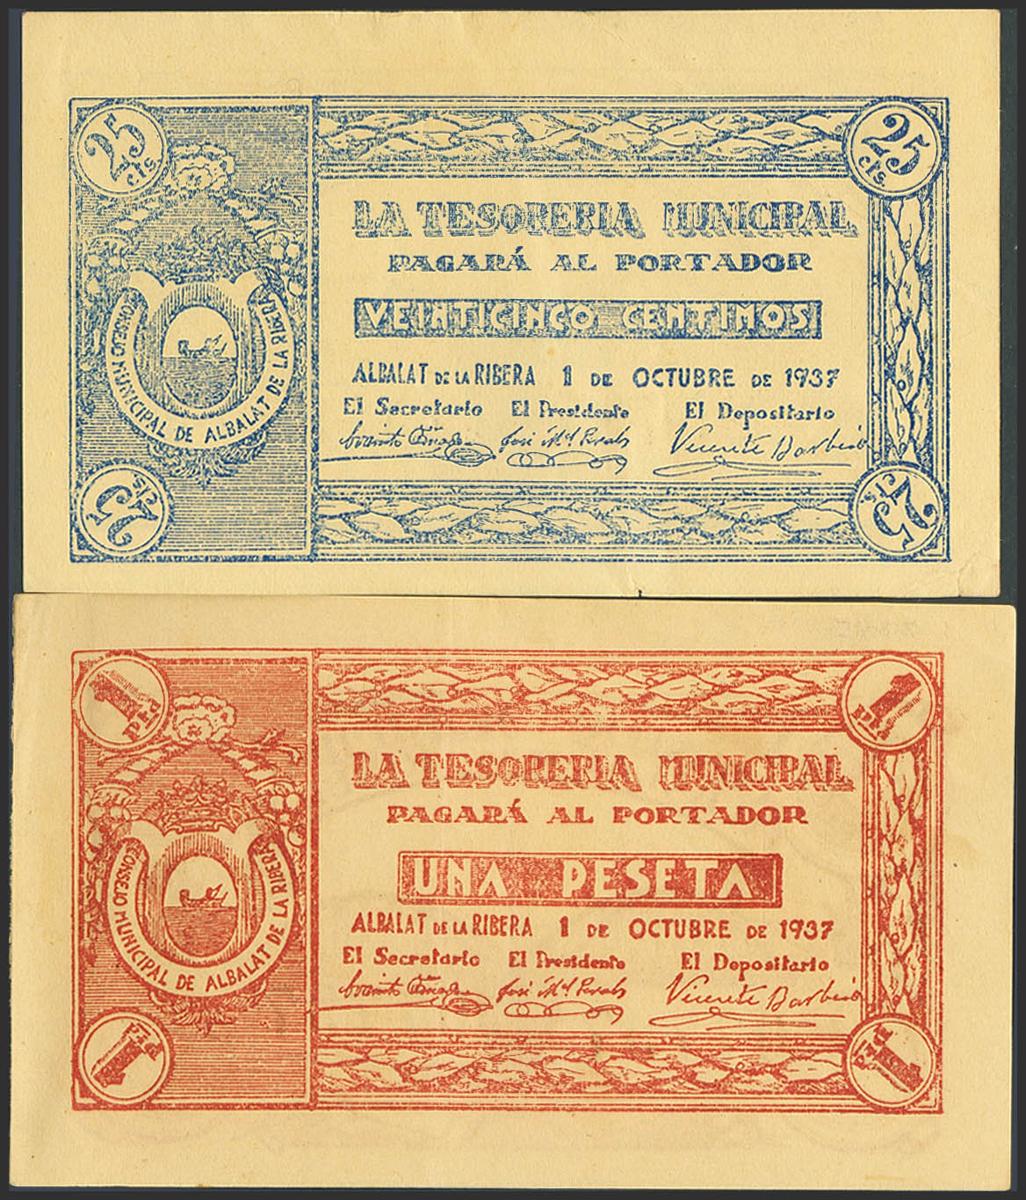 25 cts
25 cts
LA TESORERIA MUNICIPAL
PAGARÁ AL PORTADOR
VEINTICINCO CENTIMOS
ALBALAT DE LA RIBERA 1 DE OCTUBRE DE 1937
El Secretario El Presidente El Depositario
José Mª Vicente
CONSEJO MUNICIPAL DE ALBALAT DE LA RIBERA
25 cts
25 cts
1 Pta
1 Pta
LA TESORERIA MUNICIPAL
PAGARÁ AL PORTADOR
UNA PESETA
ALBALAT DE LA RIBERA 1 DE OCTUBRE DE 1937
El Secretario El Presidente El Depositario
José Mª Vicente
CONSEJO MUNICIPAL DE ALBALAT DE LA RIBERA
1 Pta
1 Pta